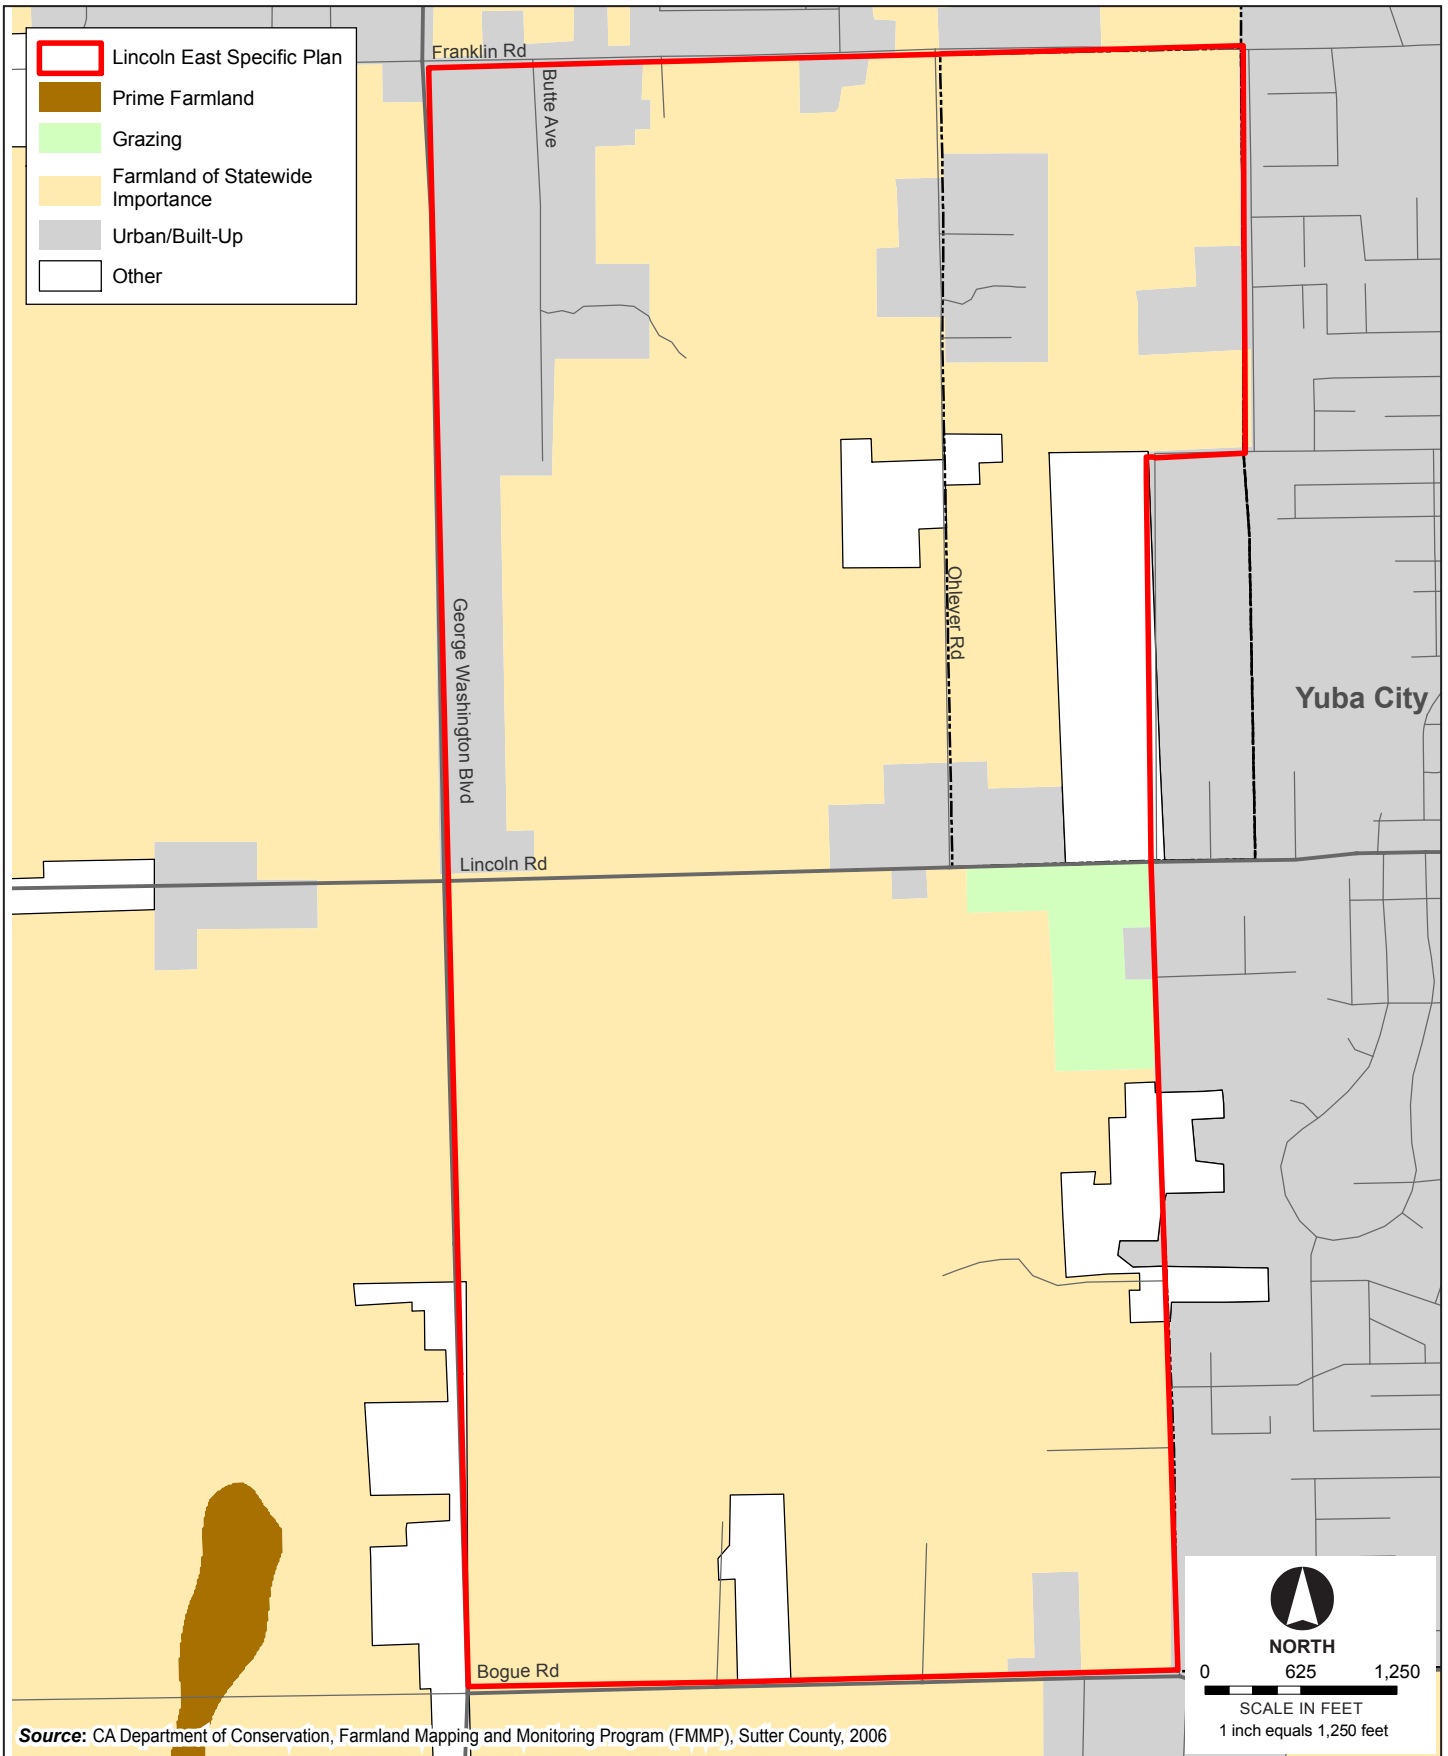 Lincoln East Specific Plan
Prime Farmland
Grazing
Farmland of Statewide
Importance
Urban/Built-Up
Other
Franklin Rd
Butte Ave
Ohleyer Rd
George Washington Blvd
Yuba City
Lincoln Rd
Bogue Rd
NORTH
0 625 1,250
SCALE IN FEET
1 inch equals 1,250 feet
Source: CA Department of Conservation, Farmland Mapping and Monitoring Program (FMMP), Sutter County, 2006